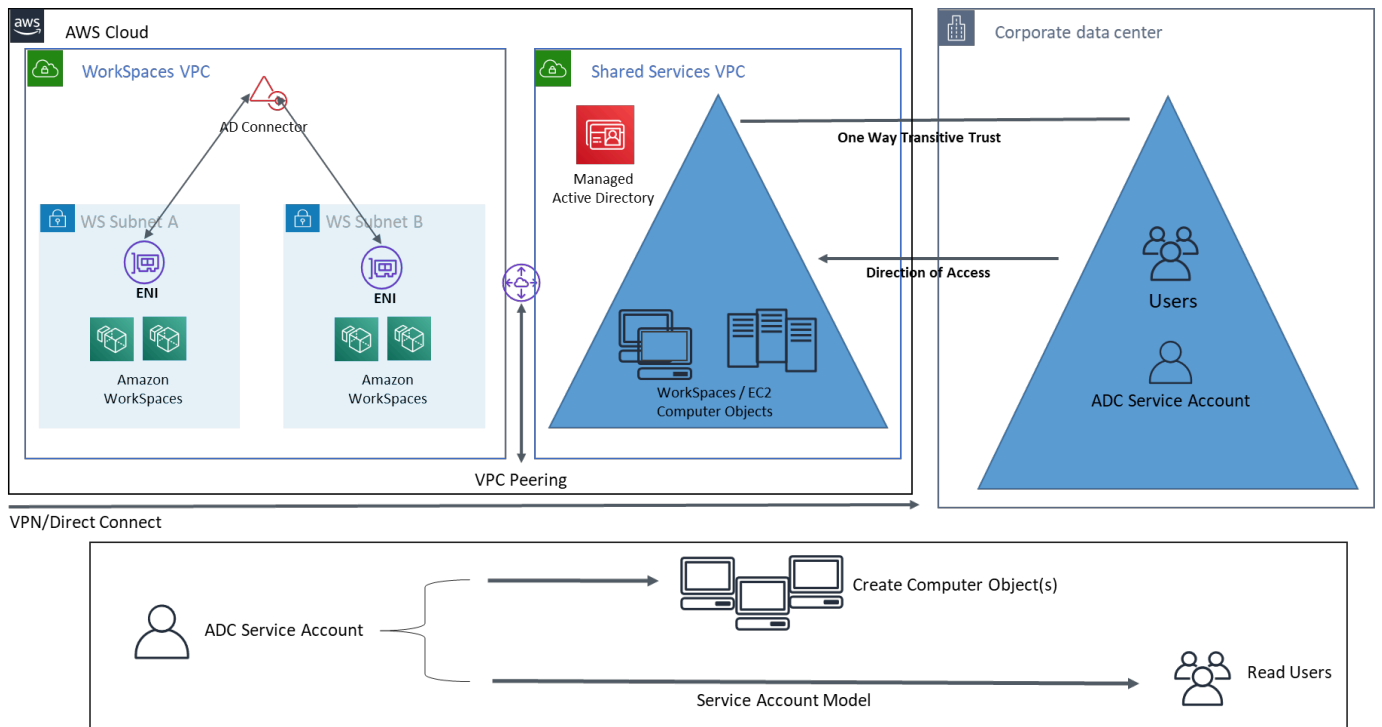 aws
AWS Cloud
WorkSpaces VPC
AD Connector
WS Subnet A
ENI
Amazon
WorkSpaces
WS Subnet B
ENI
Amazon
WorkSpaces
Shared Services VPC
Managed
Active Directory
WorkSpaces / EC2
Computer Objects
One Way Transitive Trust
Direction of Access
Corporate data center
Users
ADC Service Account
VPC Peering
VPN/Direct Connect
ADC Service Account
Create Computer Object(s)
Read Users
Service Account Model